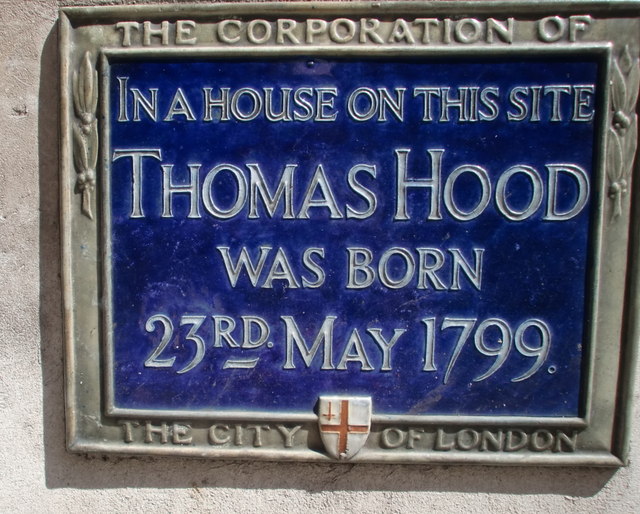 THE CORPORATION OF
IN A HOUSE ON THIS SITE
THOMAS HOOD
WAS BORN
23RD. MAY 1799.
THE CITY OF LONDON